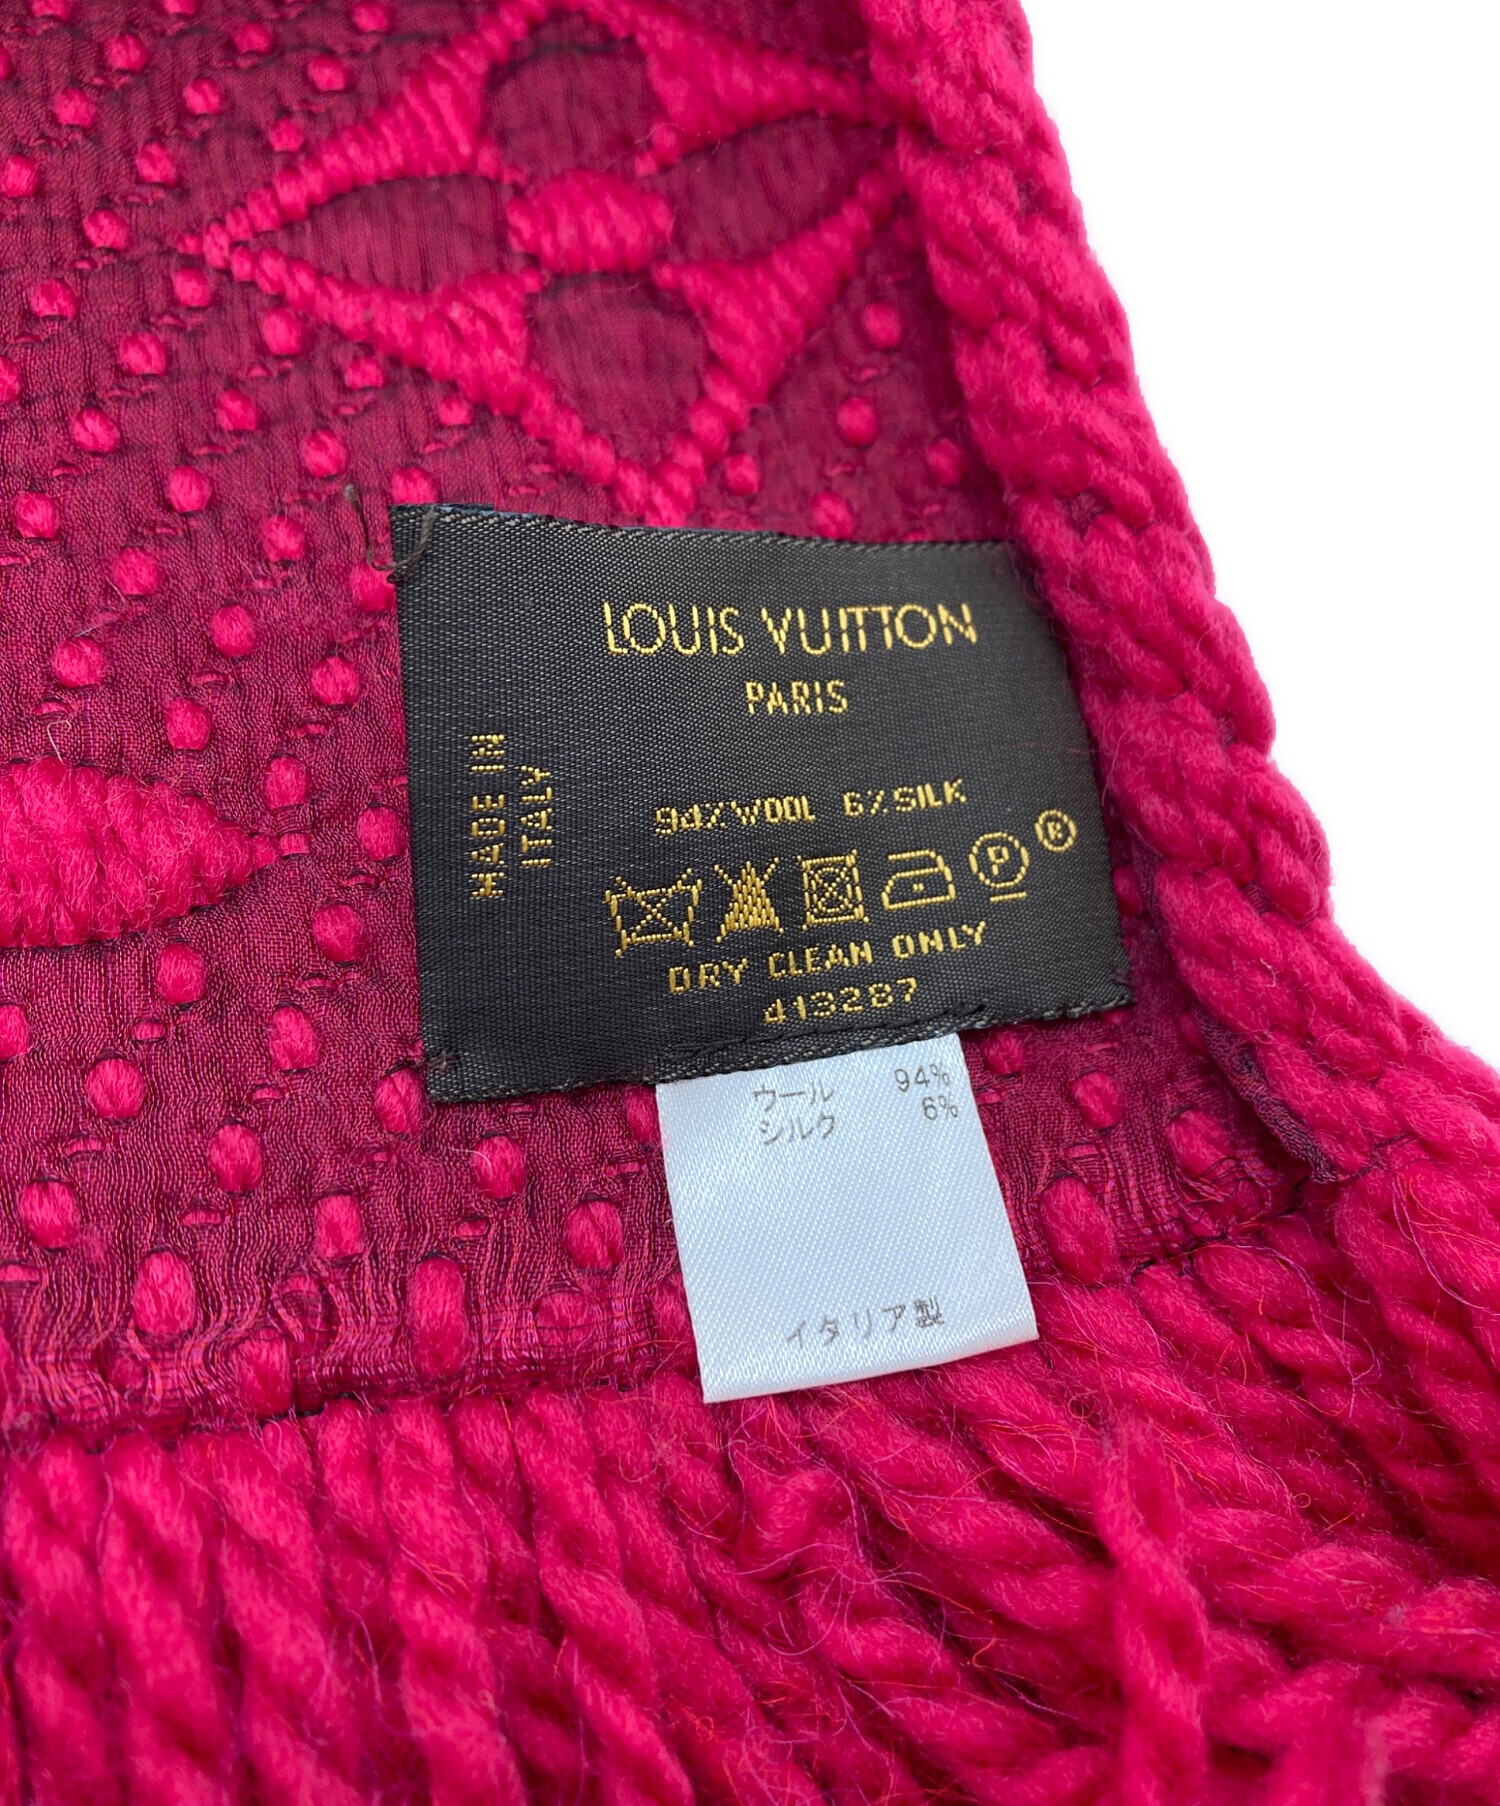 LOUIS VUITTON
PARIS
MADE IN
ITALY
94% WOOL 6% SILK
P
®
DRY CLEAN ONLY
413287
ウール 94%
シルク 6%
イタリア製